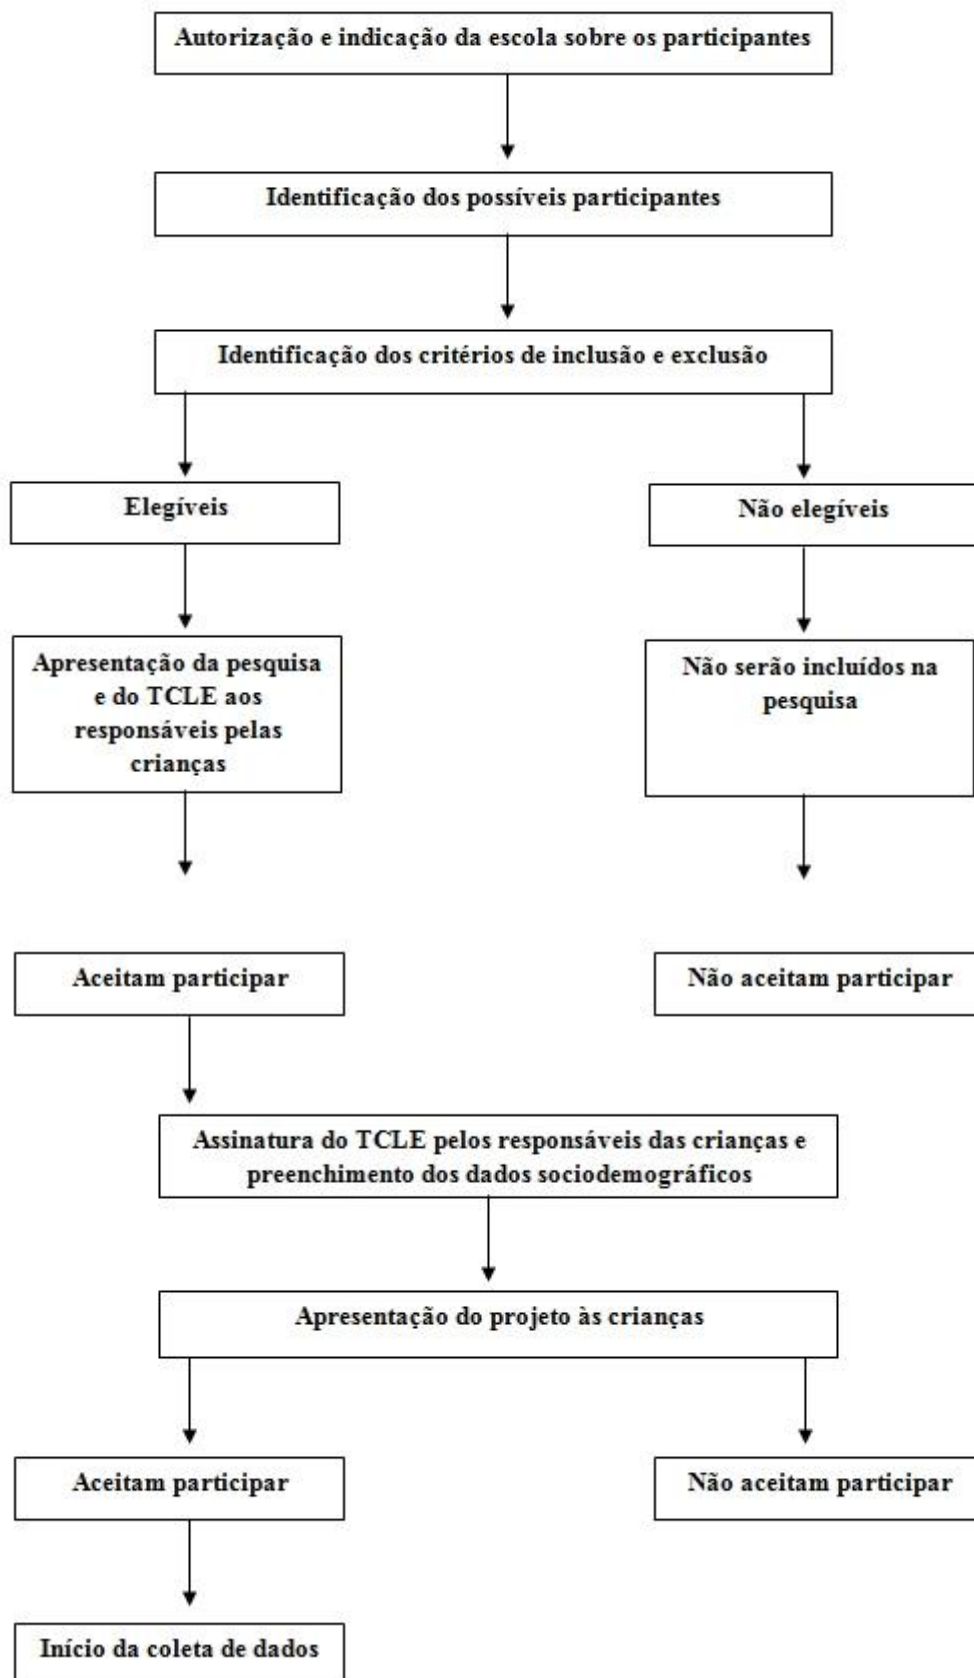 Autorização e indicação da escola sobre os participantes
Identificação dos possíveis participantes
Identificação dos critérios de inclusão e exclusão
Elegíveis
Não elegíveis
Apresentação da pesquisa
e do TCLE aos
responsáveis pelas
crianças
Não serão incluídos na
pesquisa
Aceitam participar
Não aceitam participar
Assinatura do TCLE pelos responsáveis das crianças e
preenchimento dos dados sociodemográficos
Apresentação do projeto às crianças
Aceitam participar
Não aceitam participar
Início da coleta de dados